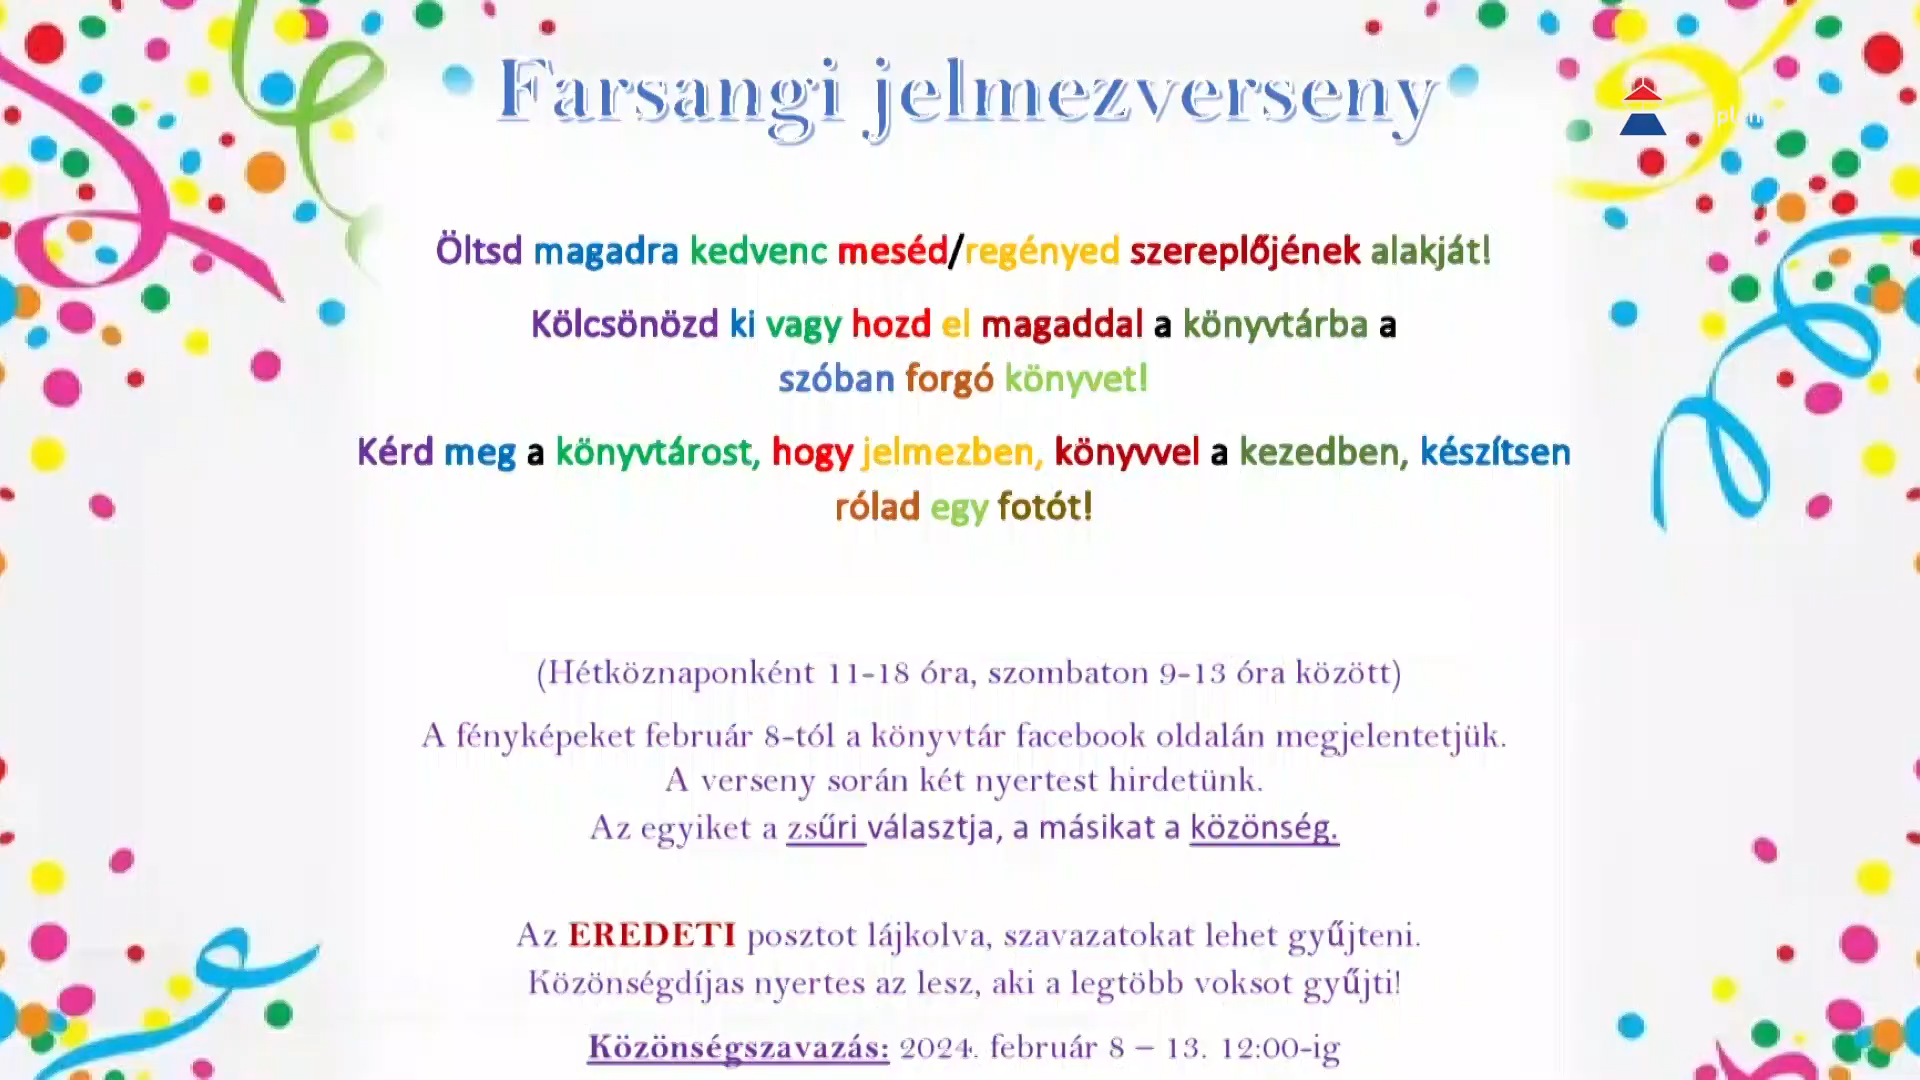 Farsangi jelmezverseny
Öltsd magadra kedvenc meséd/regényed szereplőjének alakját!
Kölcsönözd ki vagy hozd el magaddal a könyvtárba a
szóban forgó könyvet!
Kérd meg a könyvtárost, hogy jelmezben, könyvvel a kezedben, készítsen
rólad egy fotót!
(Hétköznaponként 11-18 óra, szombaton 9-13 óra között)
A fényképeket február 8-tól a könyvtár facebook oldalán megjelentetjük.
A verseny során két nyertest hirdetünk.
Az egyiket a zsűri választja, a másikat a közönség.
Az EREDETI posztot lájkolva, szavazatokat lehet gyűjteni.
Közönségdíjas nyertes az lesz, aki a legtöbb voksot gyűjti!
Közönségszavazás: 2024. február 8 – 13. 12:00-ig